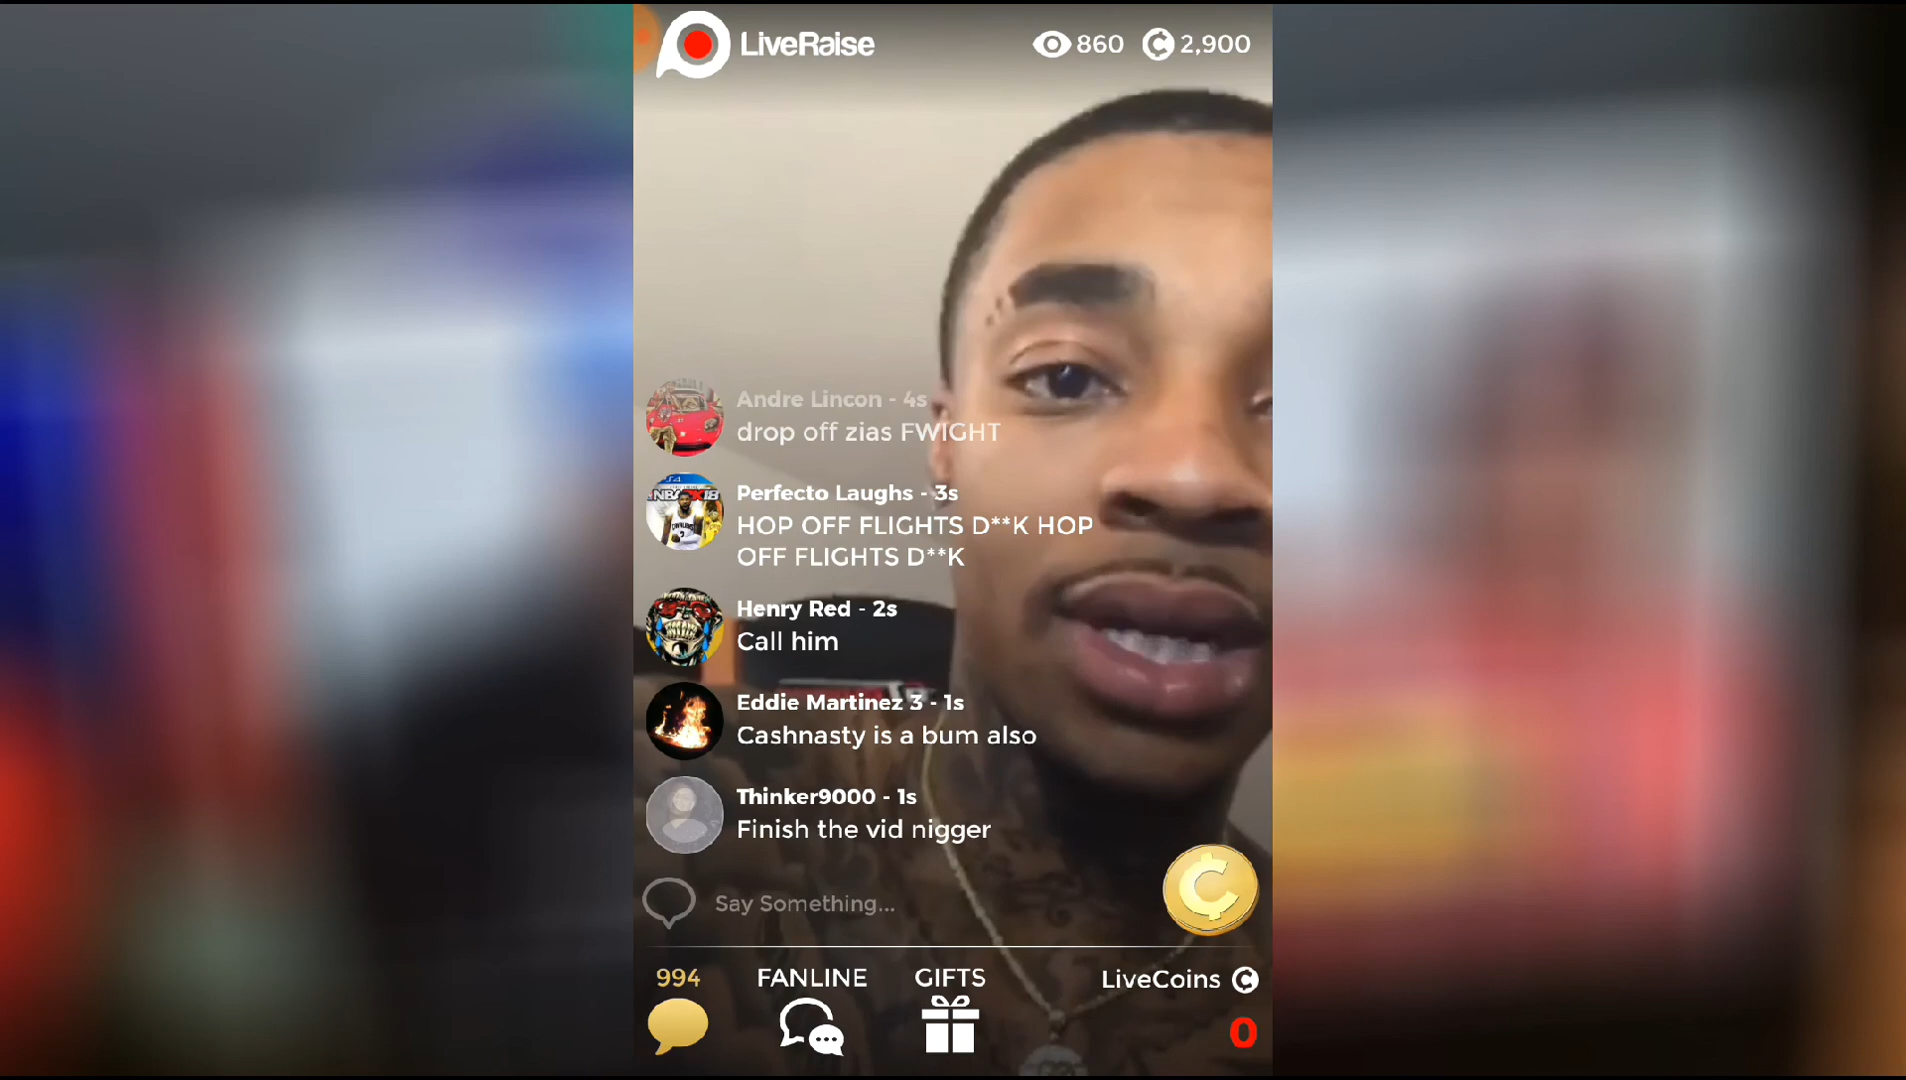 LiveRaise
860
2,900
Andre Lincon - 4s
drop off zias FWIGHT
Perfecto Laughs - 3s
HOP OFF FLIGHTS D**K HOP
OFF FLIGHTS D**K
Henry Red - 2s
Call him
Eddie Martinez 3 - 1s
Cashnasty is a bum also
Thinker9000 - 1s
Finish the vid nigger
Say Something...
994
FANLINE
GIFTS
LiveCoins
0